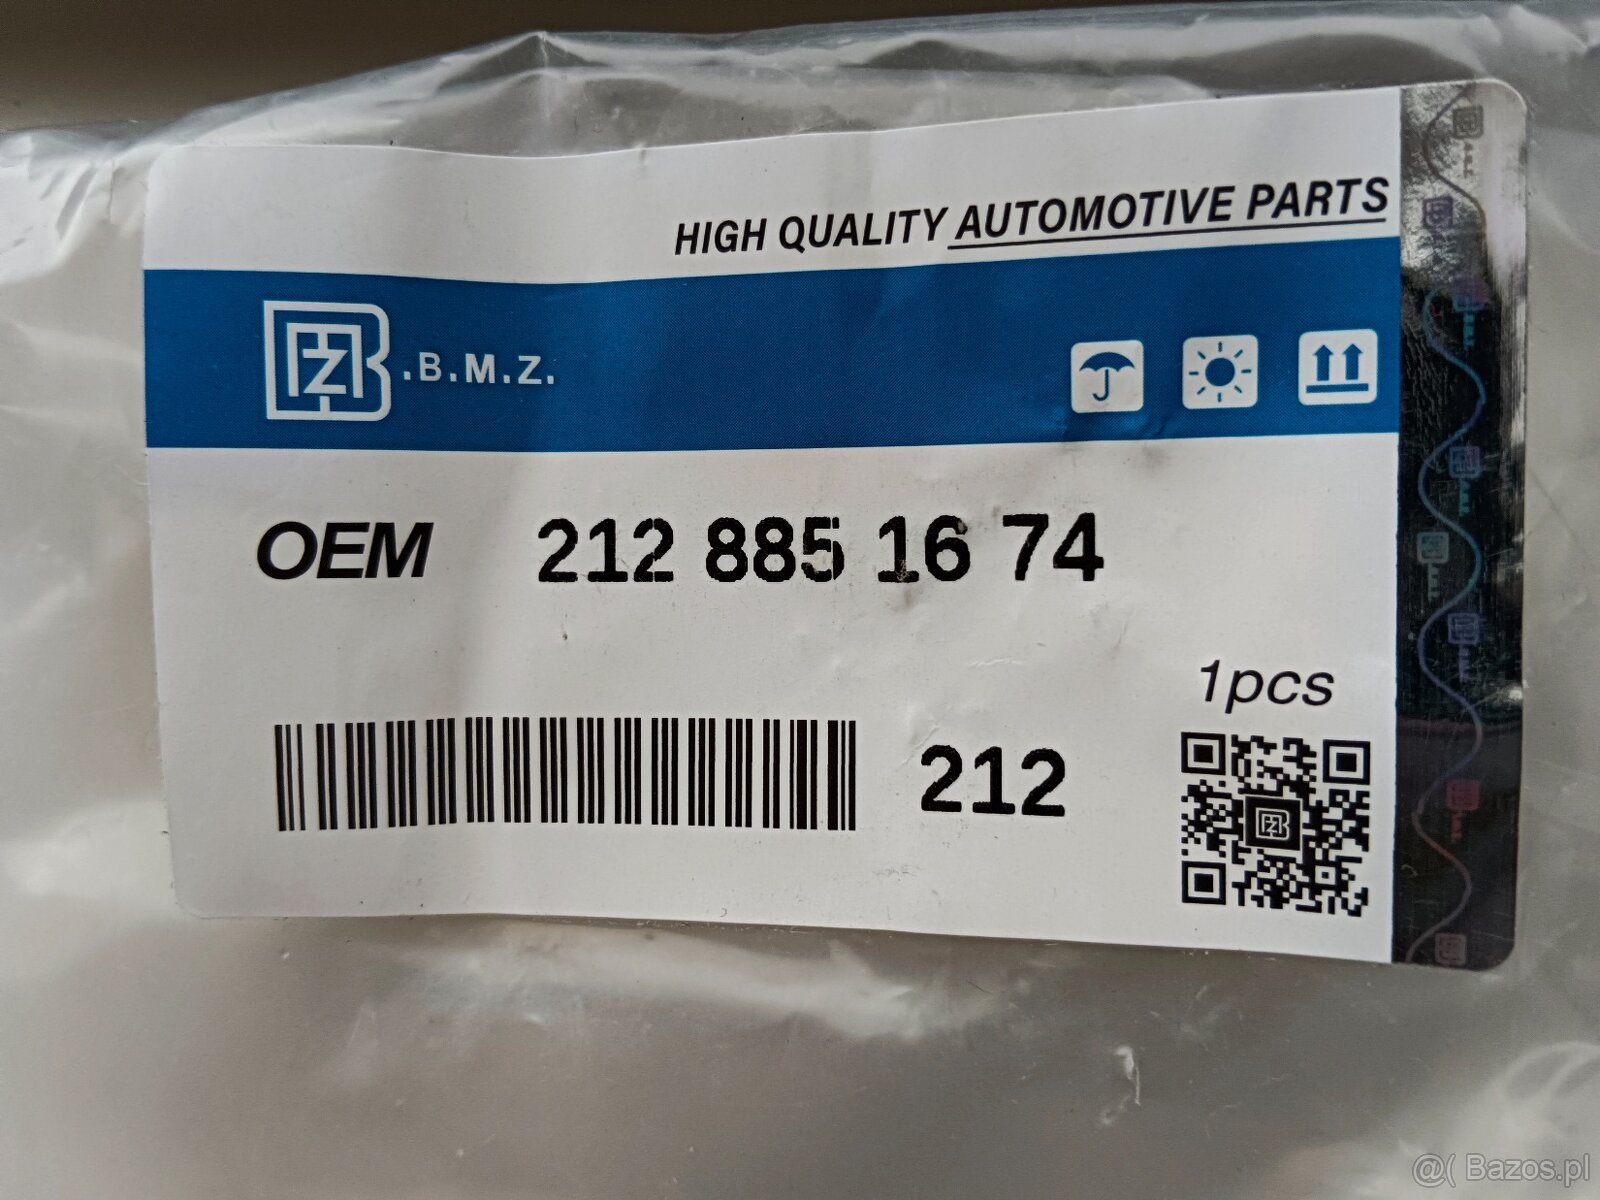 HIGH QUALITY AUTOMOTIVE PARTS
.B.M.Z.
OEM 212 885 16 74
1pcs
212
@( Bazos.pl